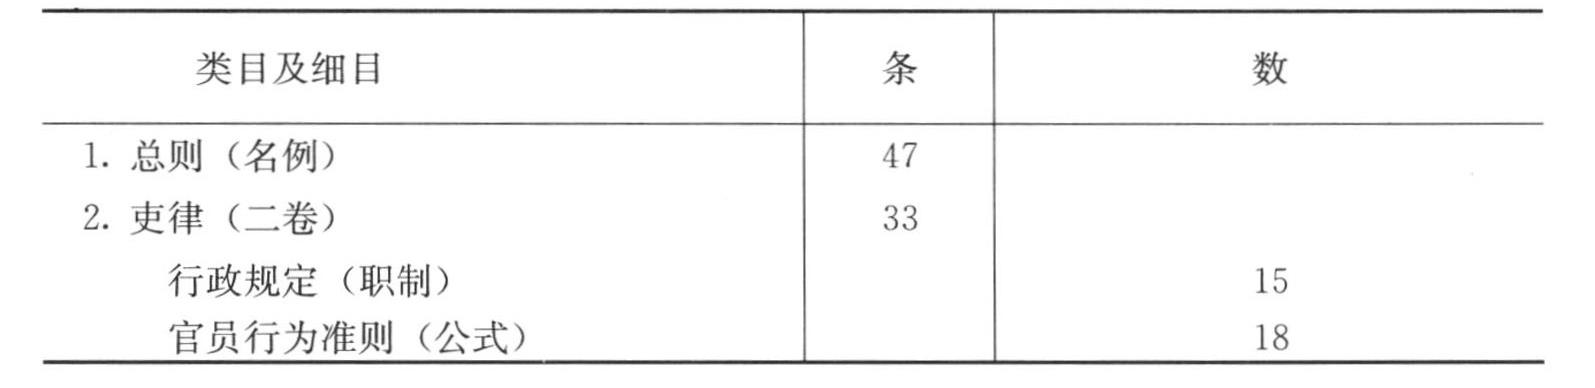 类目及细目 条 数
1. 总则（名例） 47
2. 吏律（二卷） 33
行政规定（职制） 15
官员行为准则（公式） 18